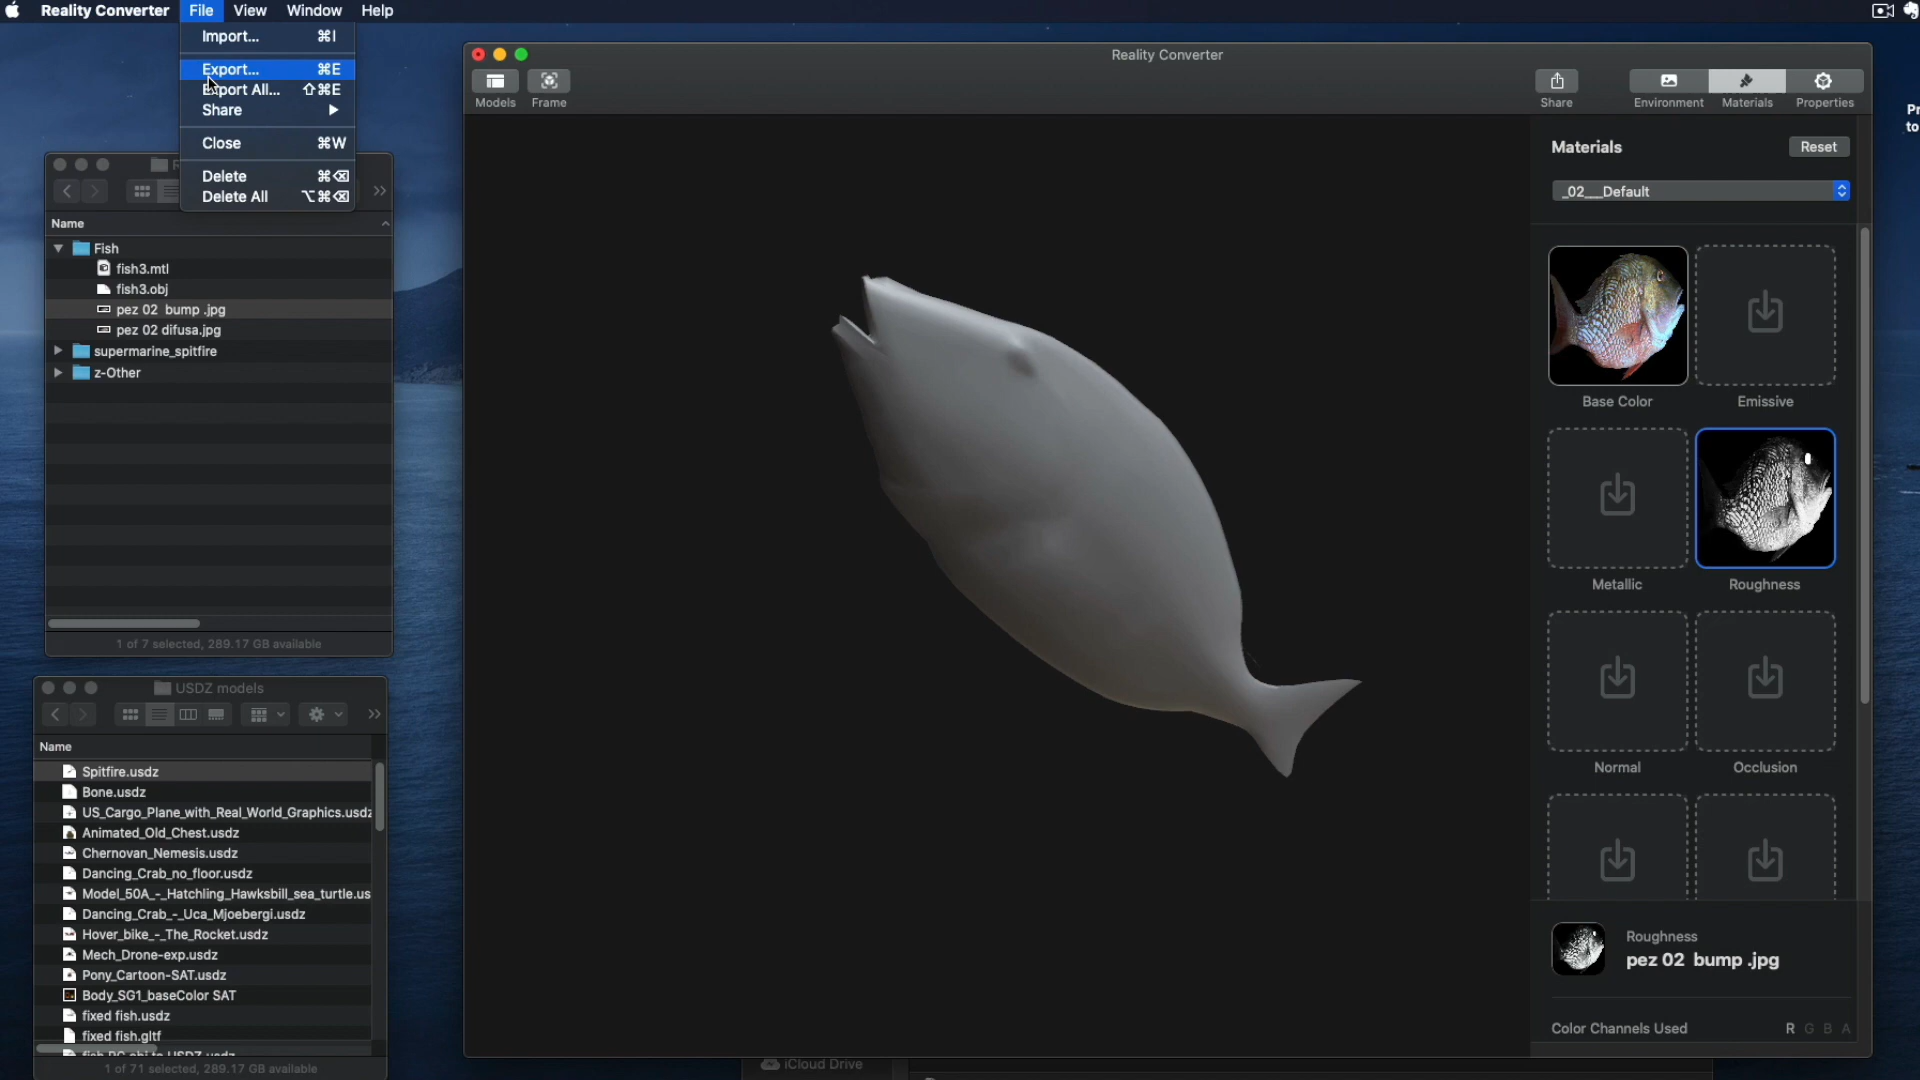 Reality Converter File View Window Help
Import... ⌘I
Export... ⌘E
Export All... ⇧⌘E
Share ▶
Close ⌘W
Delete ⌘⌫
Delete All ⌥⌘⌫
Name
Fish
fish3.mtl
fish3.obj
pez 02 bump .jpg
pez 02 difusa.jpg
supermarine_spitfire
z-Other
1 of 7 selected, 289.17 GB available
USDZ models
Name
Spitfire.usdz
Bone.usdz
US_Cargo_Plane_with_Real_World_Graphics.usdz
Animated_Old_Chest.usdz
Chernovan_Nemesis.usdz
Dancing_Crab_no_floor.usdz
Model_50A_-_Hatchling_Hawksbill_sea_turtle.us
Dancing_Crab_-_Uca_Mjoebergi.usdz
Hover_bike_-_The_Rocket.usdz
Mech_Drone-exp.usdz
Pony_Cartoon-SAT.usdz
Body_SG1_baseColor SAT
fixed fish.usdz
fixed fish.gltf
1 of 71 selected, 289.17 GB available
Reality Converter
Models Frame Share Environment Materials Properties
Materials Reset
_02___Default
Base Color Emissive
Metallic Roughness
Normal Occlusion
Roughness
pez 02 bump .jpg
Color Channels Used R G B A
iCloud Drive
Pr
to